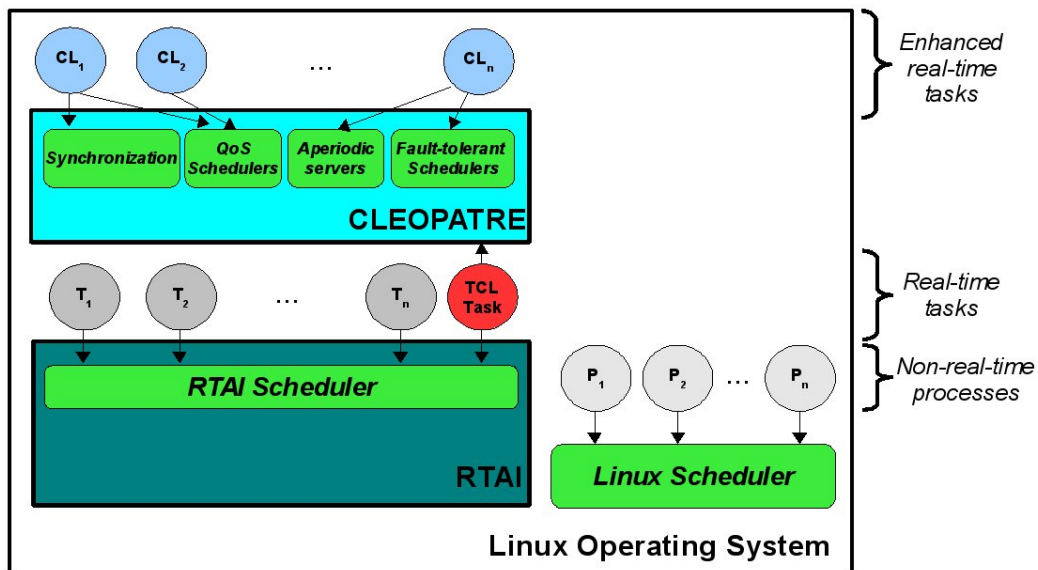 CL1 CL2 ... CLn
Enhanced
real-time
tasks
Synchronization
QoS
Schedulers
Aperiodic
servers
Fault-tolerant
Schedulers
CLEOPATRE
T1 T2 ... Tn
TCL
Task
Real-time
tasks
RTAI Scheduler
RTAI
P1 P2 ... Pn
Non-real-time
processes
Linux Scheduler
Linux Operating System